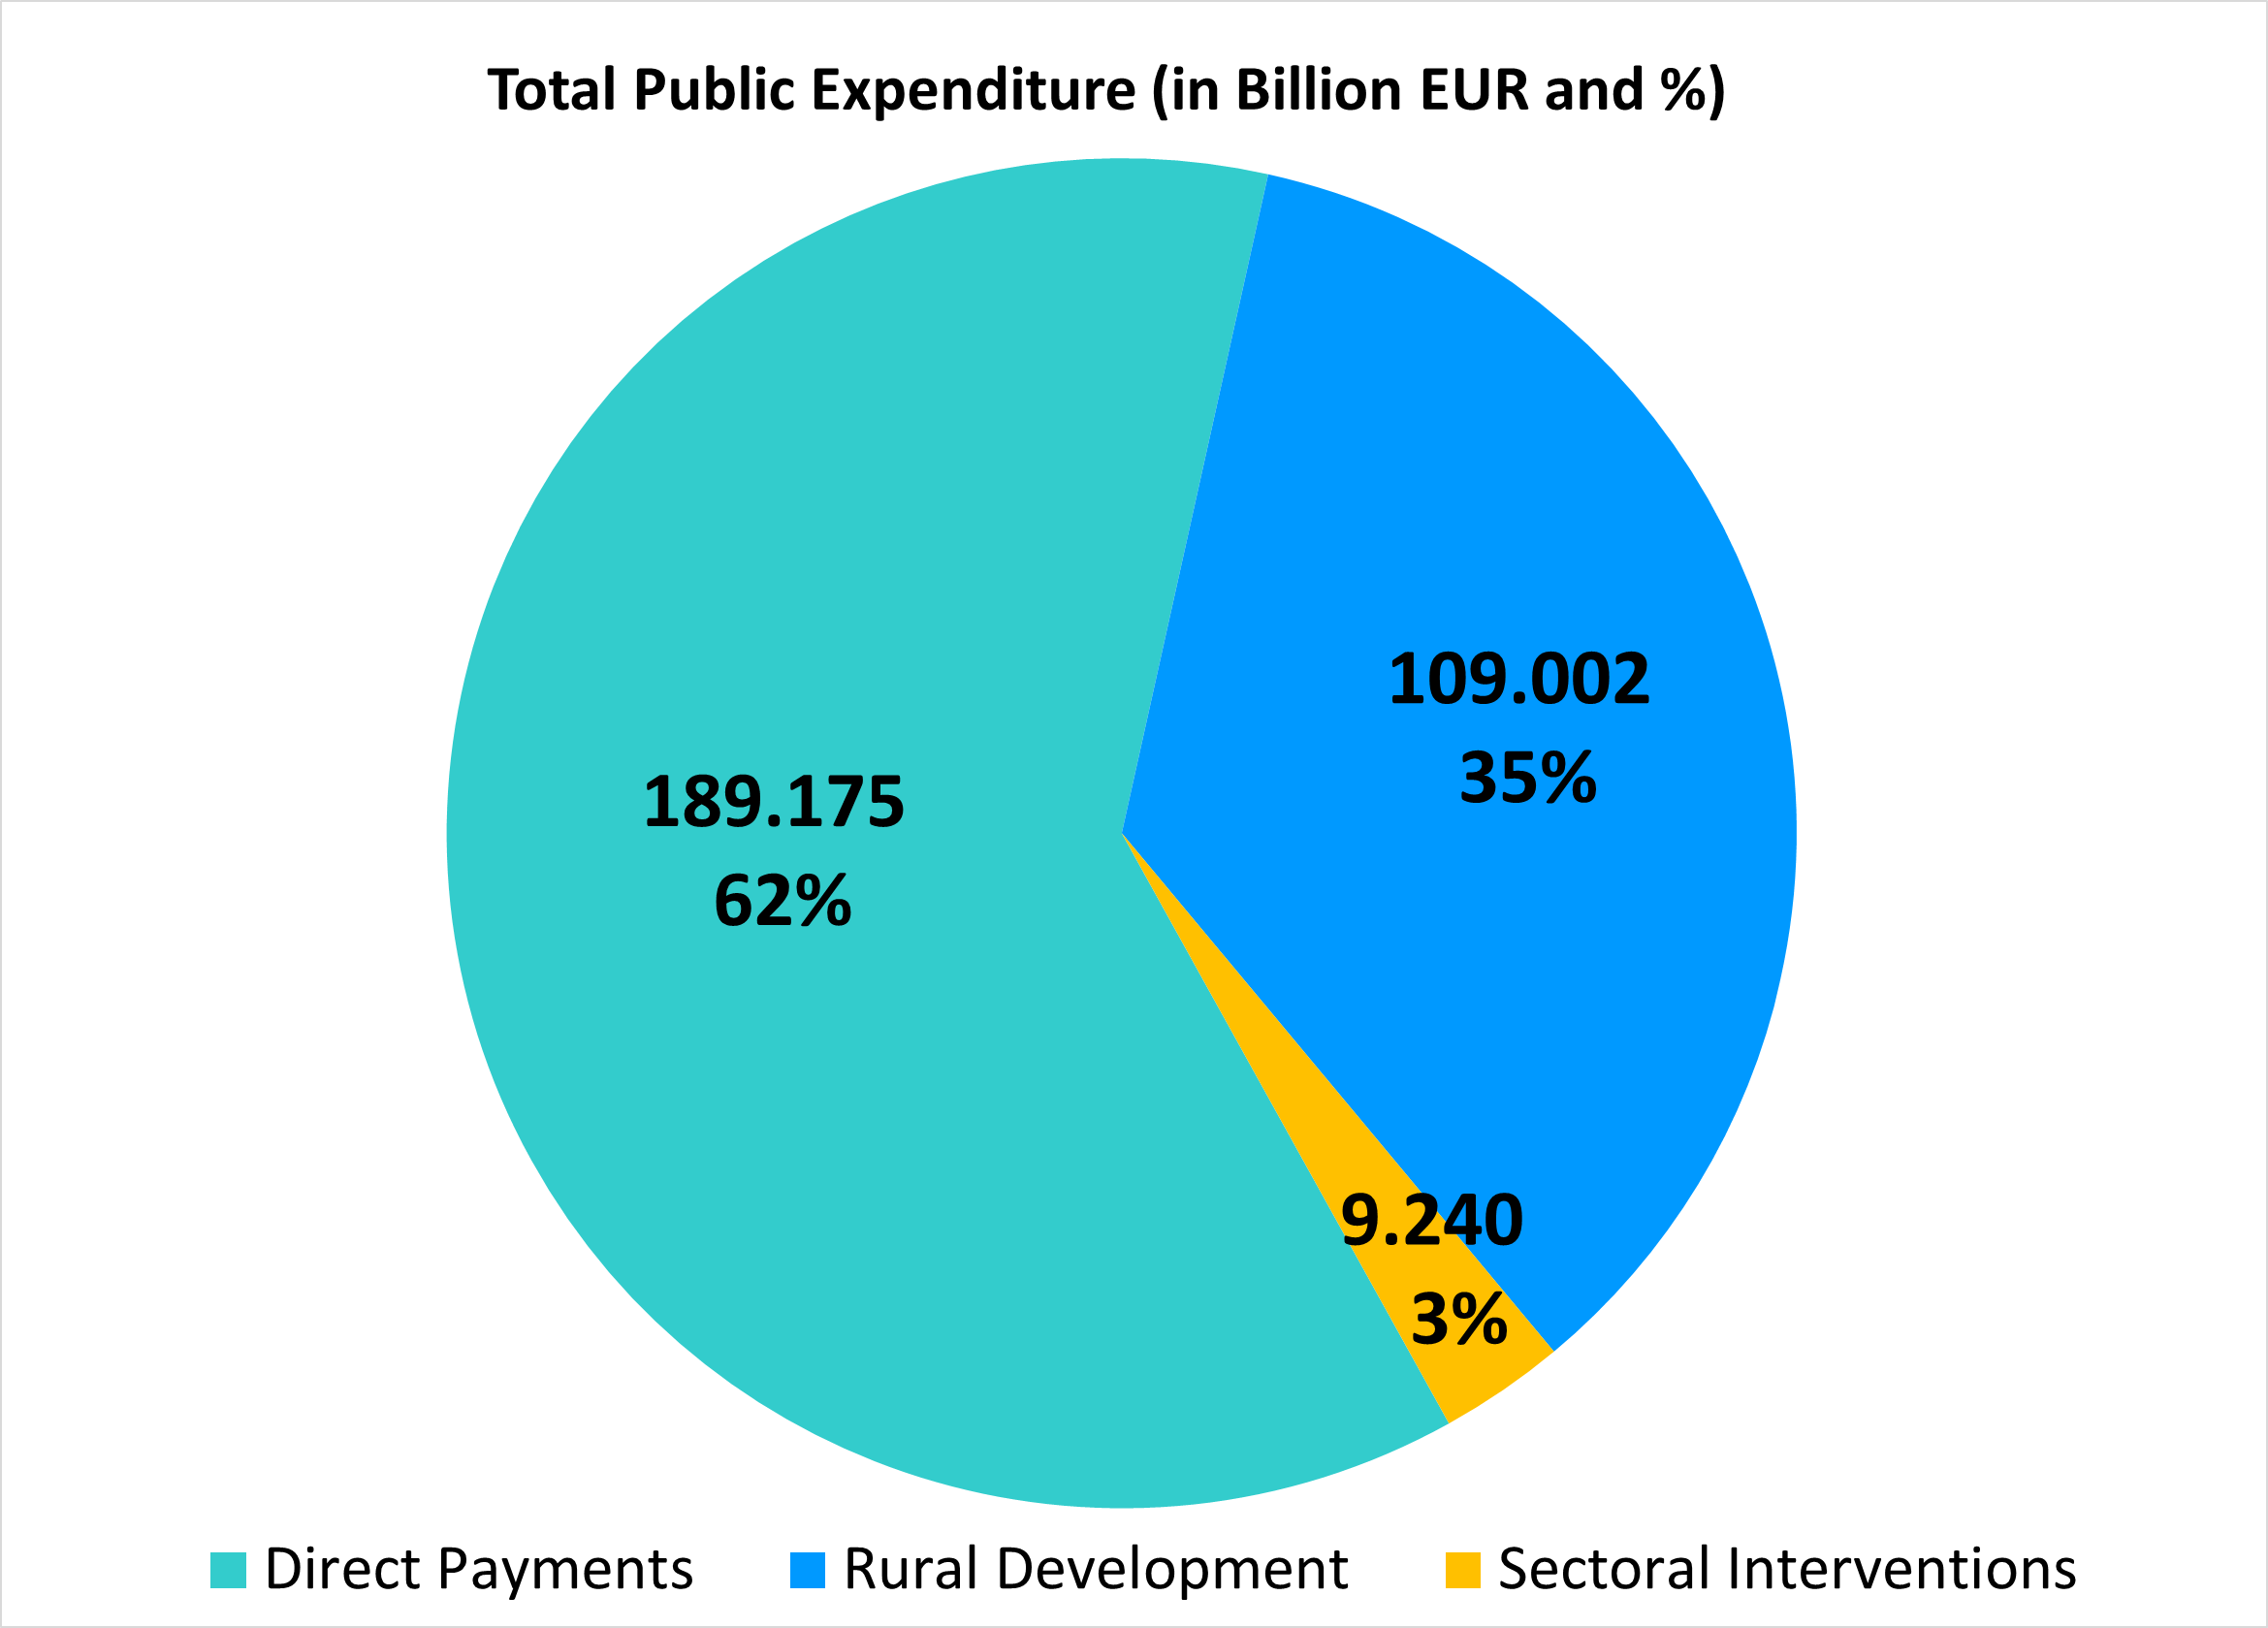 Total Public Expenditure (in Billion EUR and %)
109.002
35%
189.175
62%
9.240
3%
Direct Payments
Rural Development
Sectoral Interventions